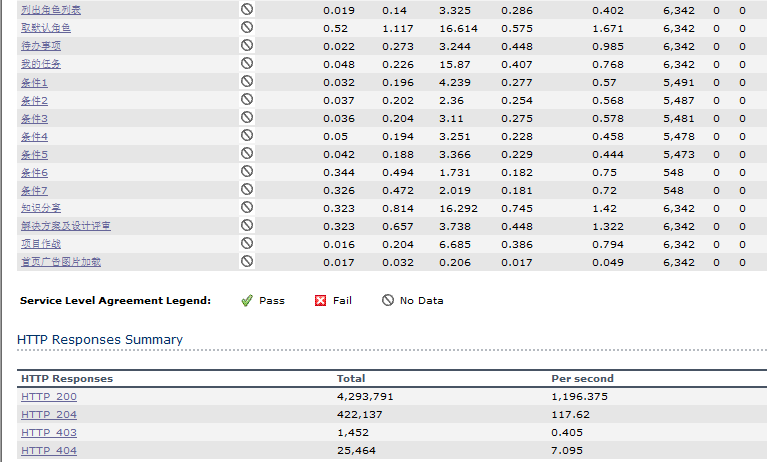 列出角色列表 0.019 0.14 3.325 0.286 0.402 6,342 0 0
取默认角色 0.52 1.117 16.614 0.575 1.671 6,342 0 0
待办事项 0.022 0.273 3.244 0.448 0.985 6,342 0 0
我的任务 0.048 0.226 15.87 0.407 0.768 6,342 0 0
条件1 0.032 0.196 4.239 0.277 0.57 5,491 0 0
条件2 0.037 0.202 2.36 0.254 0.568 5,487 0 0
条件3 0.036 0.204 3.11 0.275 0.578 5,481 0 0
条件4 0.05 0.194 3.251 0.228 0.458 5,478 0 0
条件5 0.042 0.188 3.366 0.229 0.444 5,473 0 0
条件6 0.344 0.494 1.731 0.182 0.75 548 0 0
条件7 0.326 0.472 2.019 0.181 0.72 548 0 0
知识分享 0.323 0.814 16.292 0.745 1.42 6,342 0 0
解决方案及设计评审 0.323 0.657 3.738 0.448 1.322 6,342 0 0
项目作战 0.016 0.204 6.685 0.386 0.794 6,342 0 0
首页广告图片加载 0.017 0.032 0.206 0.017 0.049 6,342 0 0
Service Level Agreement Legend: Pass Fail No Data
HTTP Responses Summary
HTTP Responses Total Per second
HTTP_200 4,293,791 1,196.375
HTTP_204 422,137 117.62
HTTP_403 1,452 0.405
HTTP_404 25,464 7.095